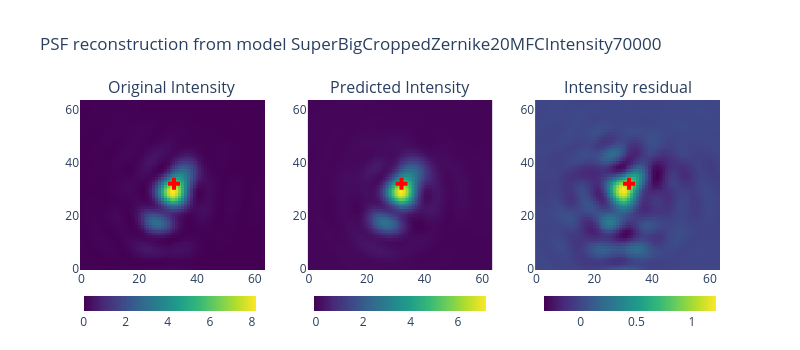 PSF reconstruction from model SuperBigCroppedZernike20MFCIntensity70000
Original Intensity
Predicted Intensity
Intensity residual
60
40
20
0
0 20 40 60
60
40
20
0
0 20 40 60
60
40
20
0
0 20 40 60
0 2 4 6 8
0 2 4 6
0 0.5 1